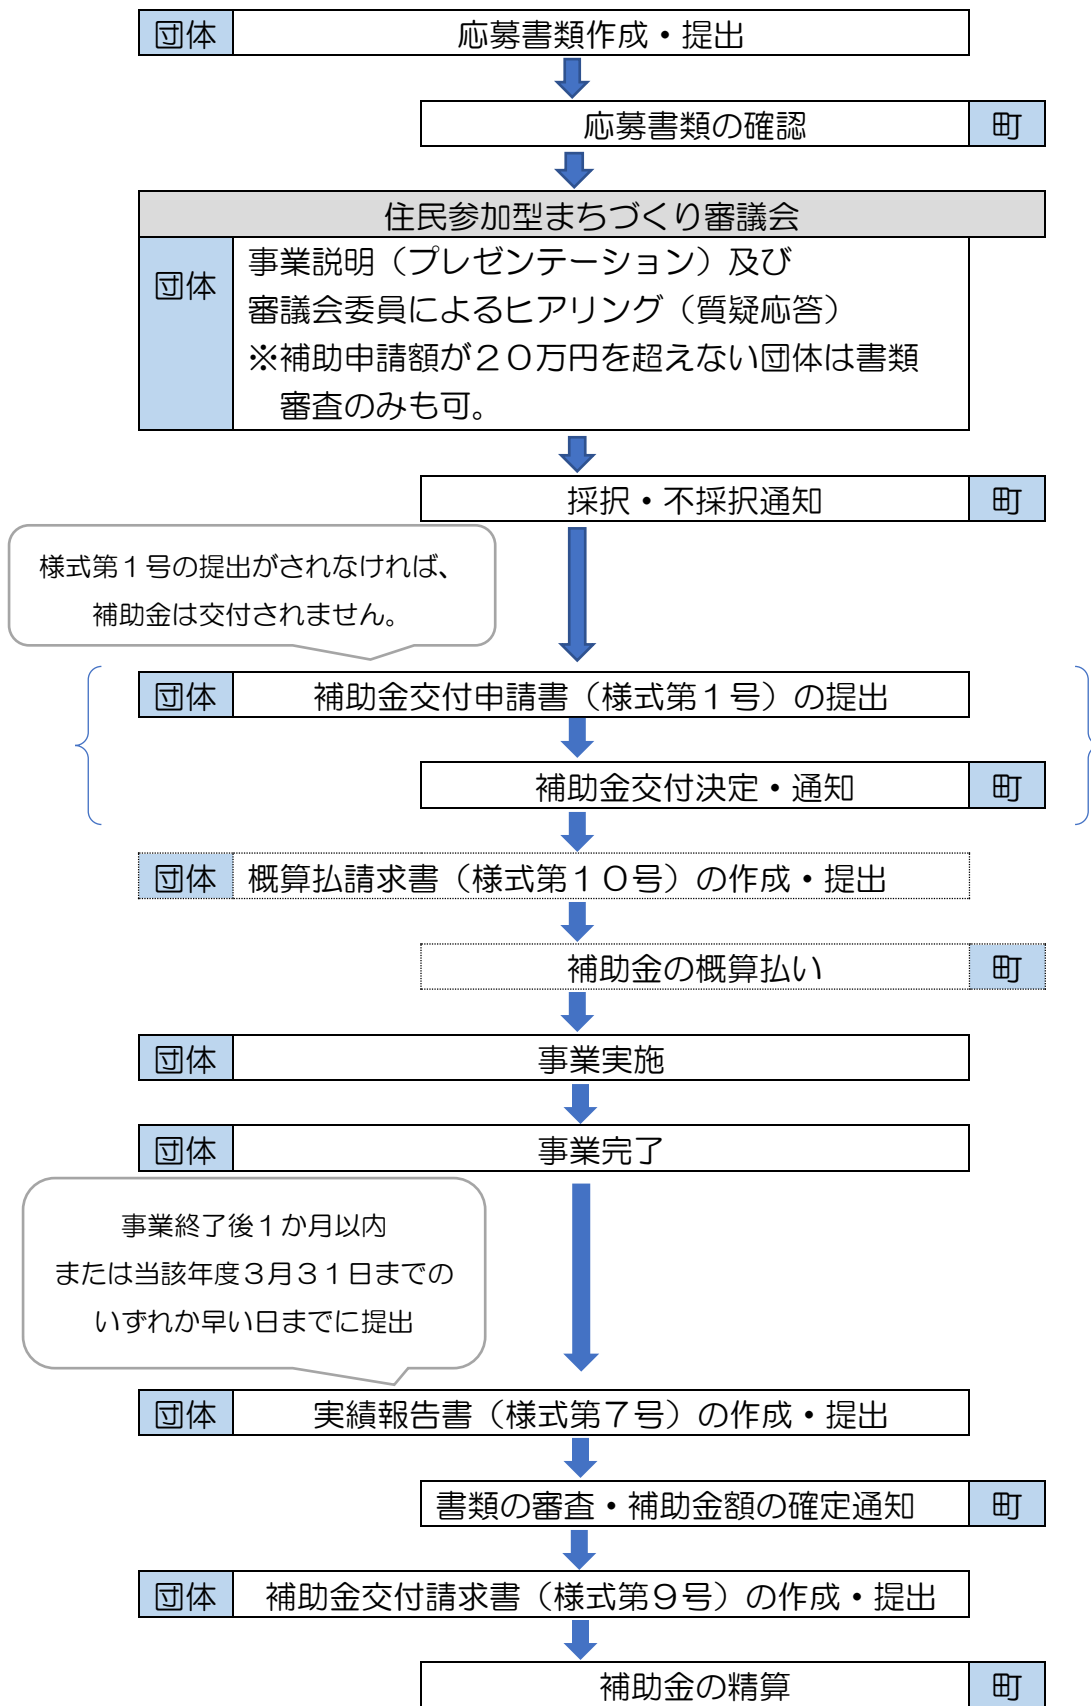 団体 応募書類作成・提出
応募書類の確認 町
住民参加型まちづくり審議会
団体
事業説明（プレゼンテーション）及び
審議会委員によるヒアリング（質疑応答）
※補助申請額が２０万円を超えない団体は書類
審査のみも可。
採択・不採択通知 町
様式第１号の提出がされなければ、
補助金は交付されません。
団体 補助金交付申請書（様式第１号）の提出
補助金交付決定・通知 町
団体 概算払請求書（様式第１０号）の作成・提出
補助金の概算払い 町
団体 事業実施
団体 事業完了
事業終了後１か月以内
または当該年度３月３１日までの
いずれか早い日までに提出
団体 実績報告書（様式第７号）の作成・提出
書類の審査・補助金額の確定通知 町
団体 補助金交付請求書（様式第９号）の作成・提出
補助金の精算 町